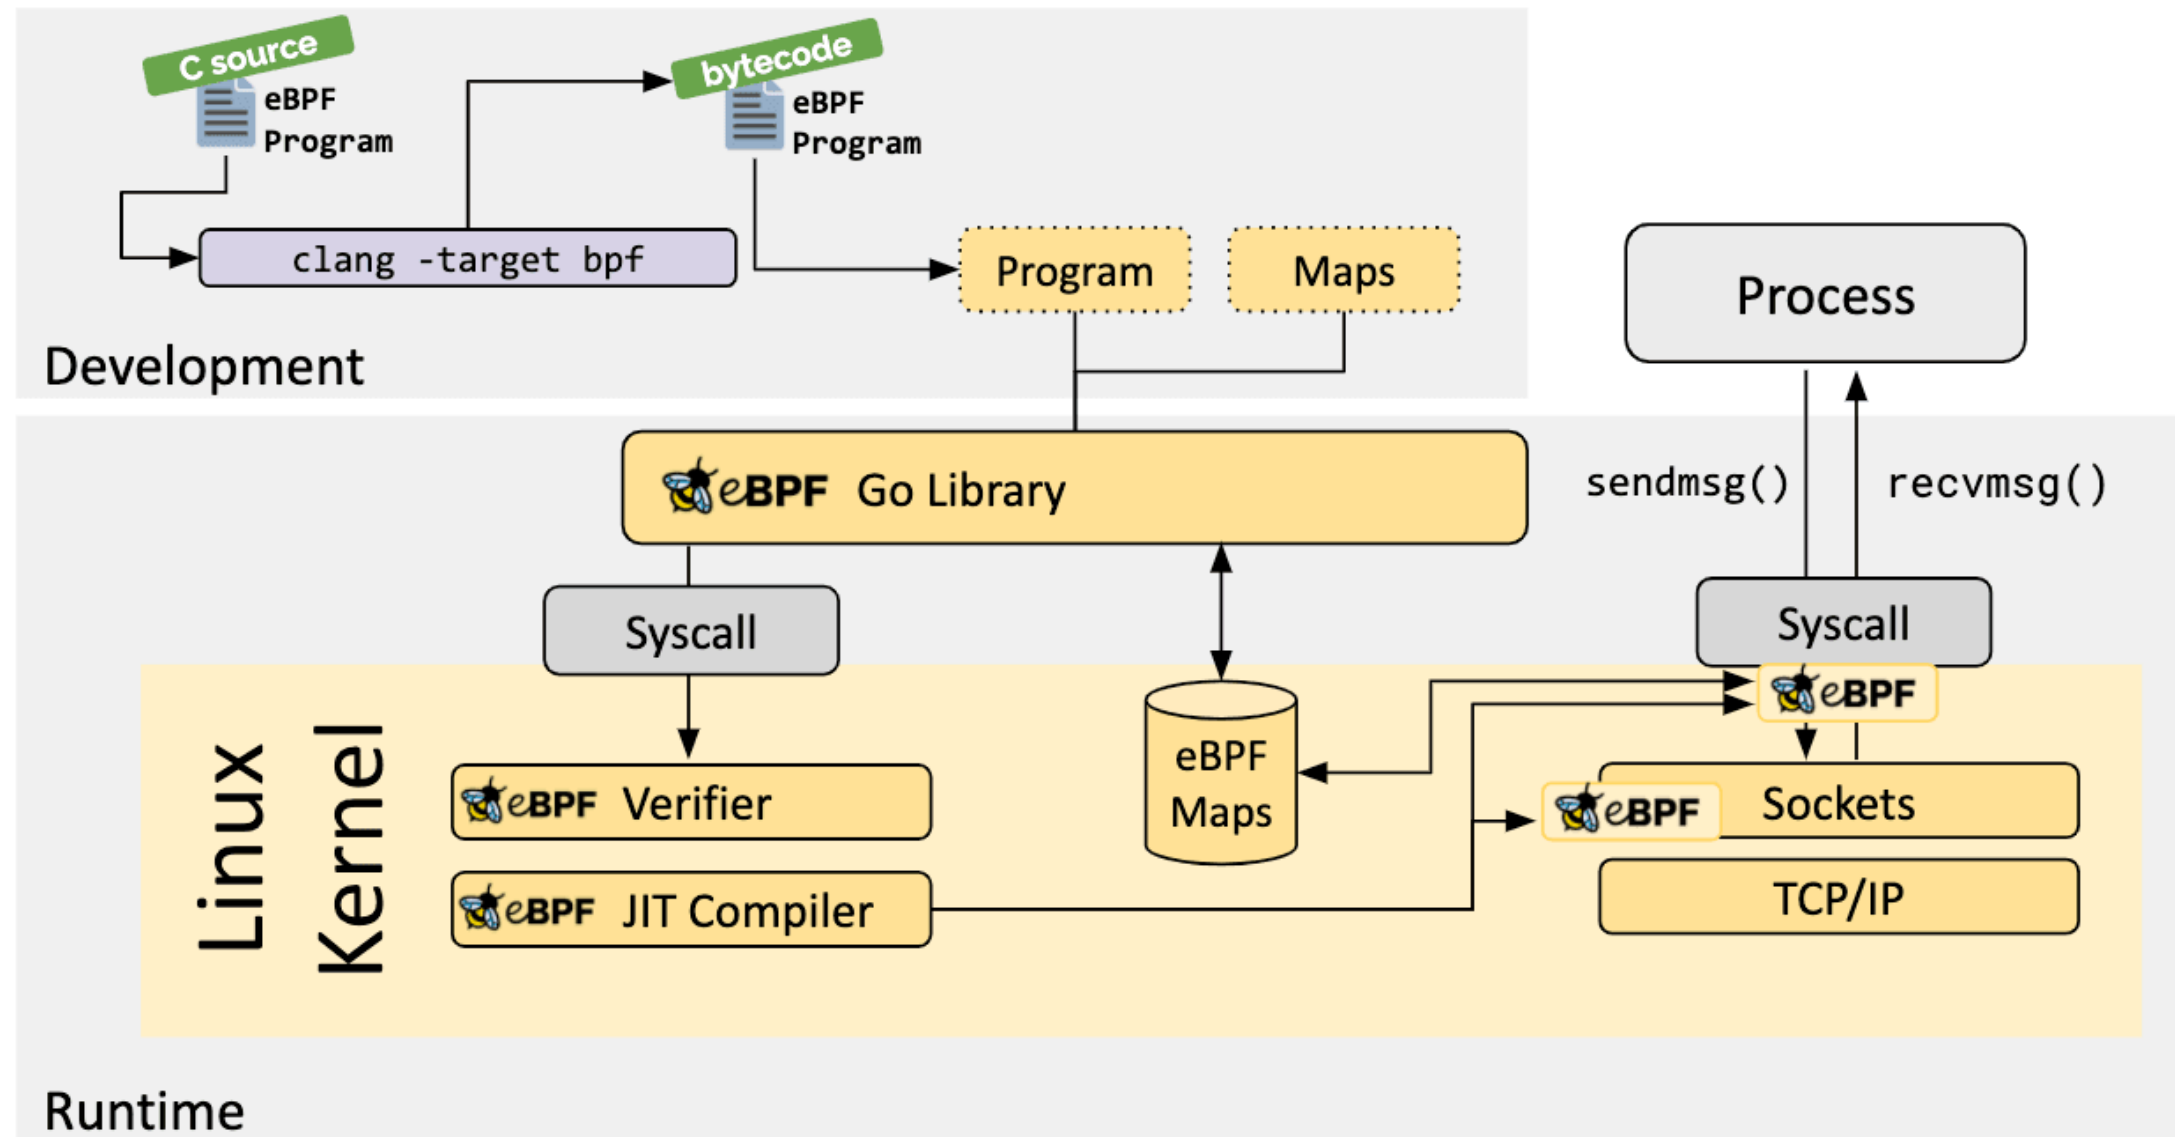 C source
eBPF
Program
bytecode
eBPF
Program
clang -target bpf
Program
Maps
Development
Process
eBPF Go Library
sendmsg()
recvmsg()
Syscall
Syscall
eBPF
Linux
Kernel
eBPF Verifier
eBPF
Maps
eBPF Sockets
eBPF JIT Compiler
TCP/IP
Runtime